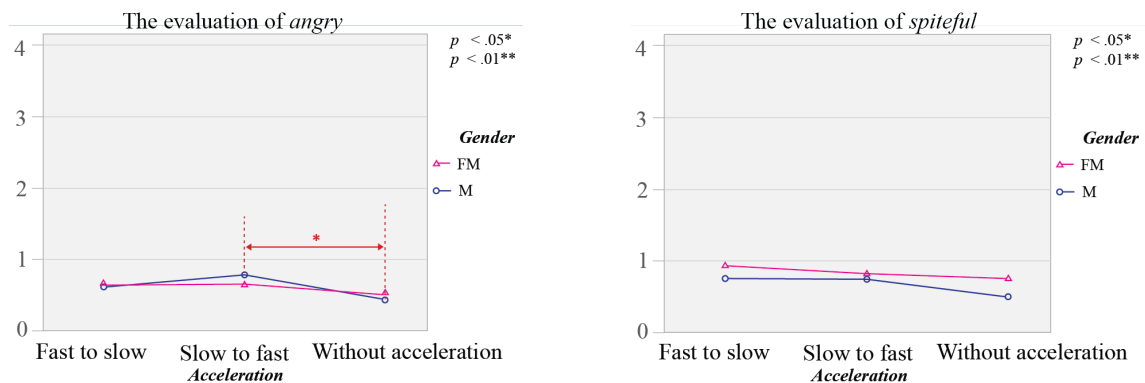 The evaluation of angry
p < .05*
p < .01**
4
3
2
1
0
*
Gender
FM
M
Fast to slow
Slow to fast
Without acceleration
Acceleration
The evaluation of spiteful
p < .05*
p < .01**
4
3
2
1
0
Gender
FM
M
Fast to slow
Slow to fast
Without acceleration
Acceleration